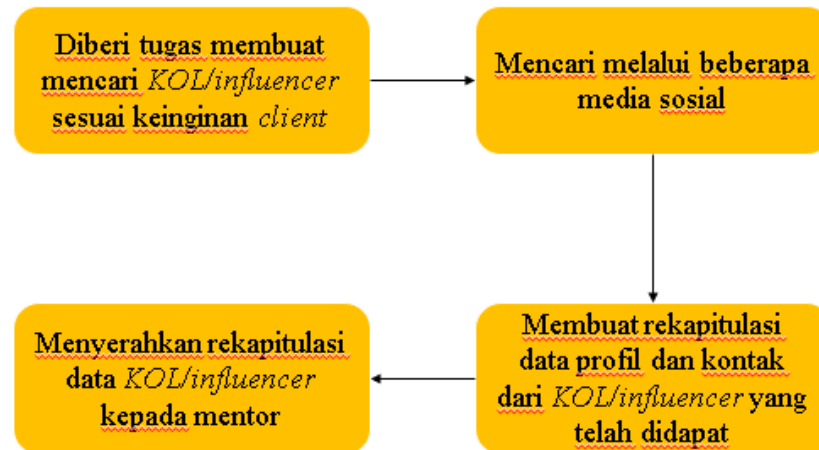 Diberi tugas membuat
mencari KOL/influencer
sesuai keinginan client
Mencari melalui beberapa
media sosial
Membuat rekapitulasi
data profil dan kontak
dari KOL/influencer yang
telah didapat
Menyerahkan rekapitulasi
data KOL/influencer
kepada mentor